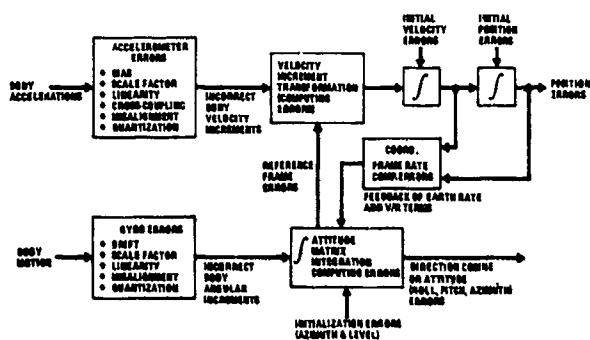 INITIAL
VELOCITY
ERRORS
INITIAL
POSITION
ERRORS
ACCELEROMETER
ERRORS
• BIAS
• SCALE FACTOR
• LINEARITY
• CROSS-COUPLING
• MISALIGNMENT
• QUANTIZATION
BODY
ACCELERATIONS
INCORRECT
BODY
VELOCITY
INCREMENTS
VELOCITY
INCREMENT
TRANSFORMATION
(COMPUTING
ERRORS)
∫
∫
POSITION
ERRORS
COORD.
FRAME RATE
COMP. ERRORS
FEEDBACK OF EARTH RATE
AND V/R TERMS
REFERENCE
FRAME
ERRORS
GYRO ERRORS
• DRIFT
• SCALE FACTOR
• LINEARITY
• MISALIGNMENT
• QUANTIZATION
BODY
MOTION
INCORRECT
BODY
ANGULAR
INCREMENTS
∫ ATTITUDE
MATRIX
INTEGRATION
COMPUTING ERRORS
DIRECTION COSINE
OR ATTITUDE
(ROLL, PITCH, AZIMUTH)
ERRORS
INITIALIZATION ERRORS
(AZIMUTH & LEVEL)